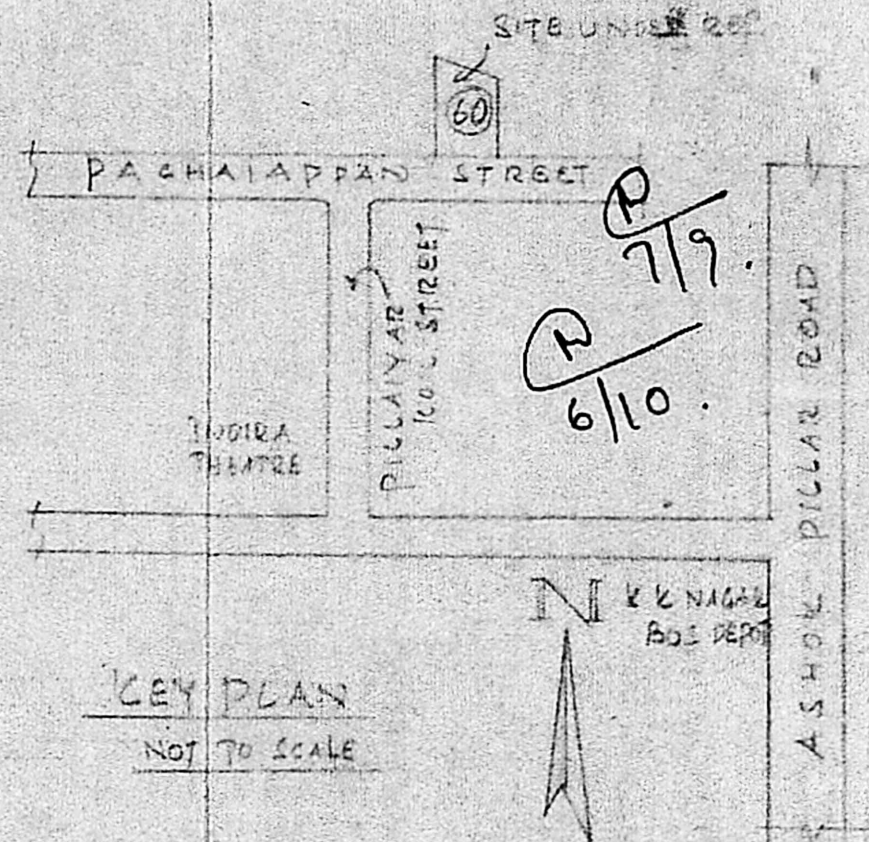 SITE UNDER REF
60
PACHAIAPPAN STREET
7/9.
6/10.
PILLAIYAR
KOIL STREET
INDIRA
THEATRE
ASHOK PILLAR ROAD
N
K K NAGAR
BUS DEPOT
KEY PLAN
NOT TO SCALE